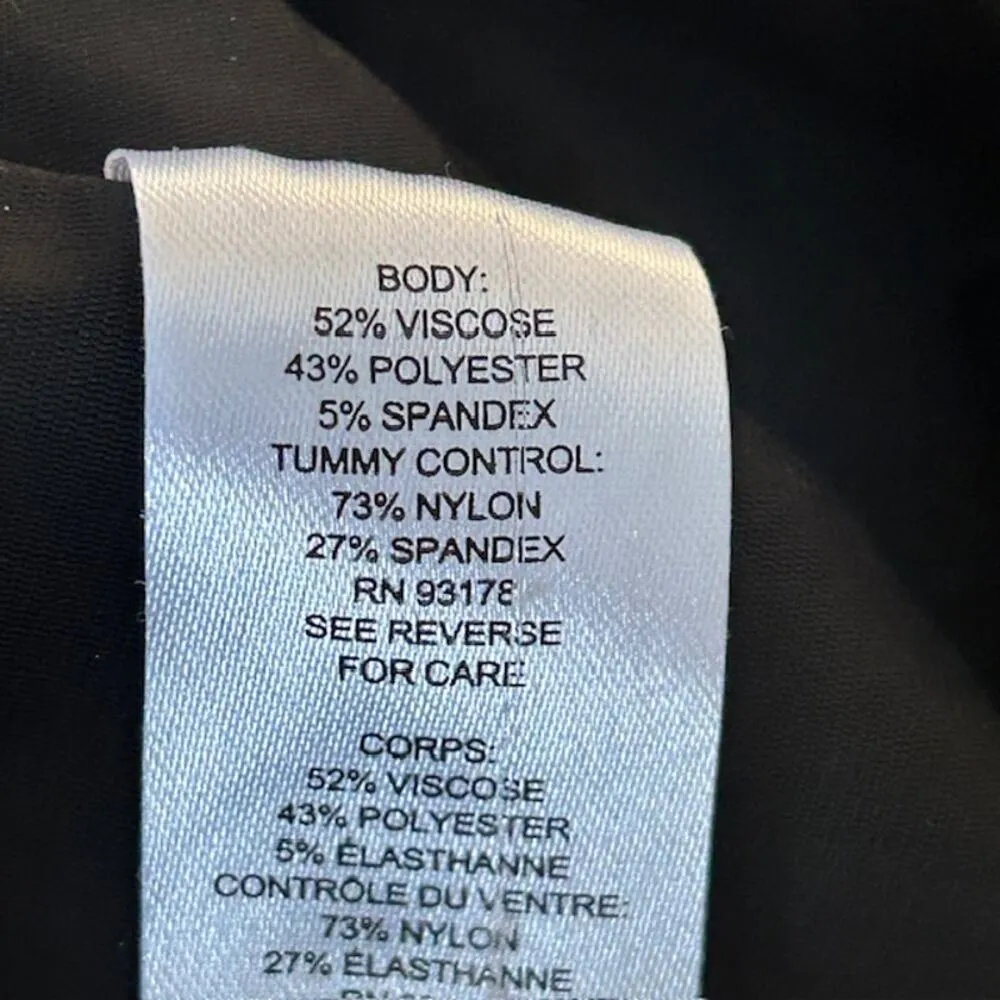 BODY:
52% VISCOSE
43% POLYESTER
5% SPANDEX
TUMMY CONTROL:
73% NYLON
27% SPANDEX
RN 93178
SEE REVERSE
FOR CARE
CORPS:
52% VISCOSE
43% POLYESTER
5% ÉLASTHANNE
CONTRÔLE DU VENTRE:
73% NYLON
27% ÉLASTHANNE